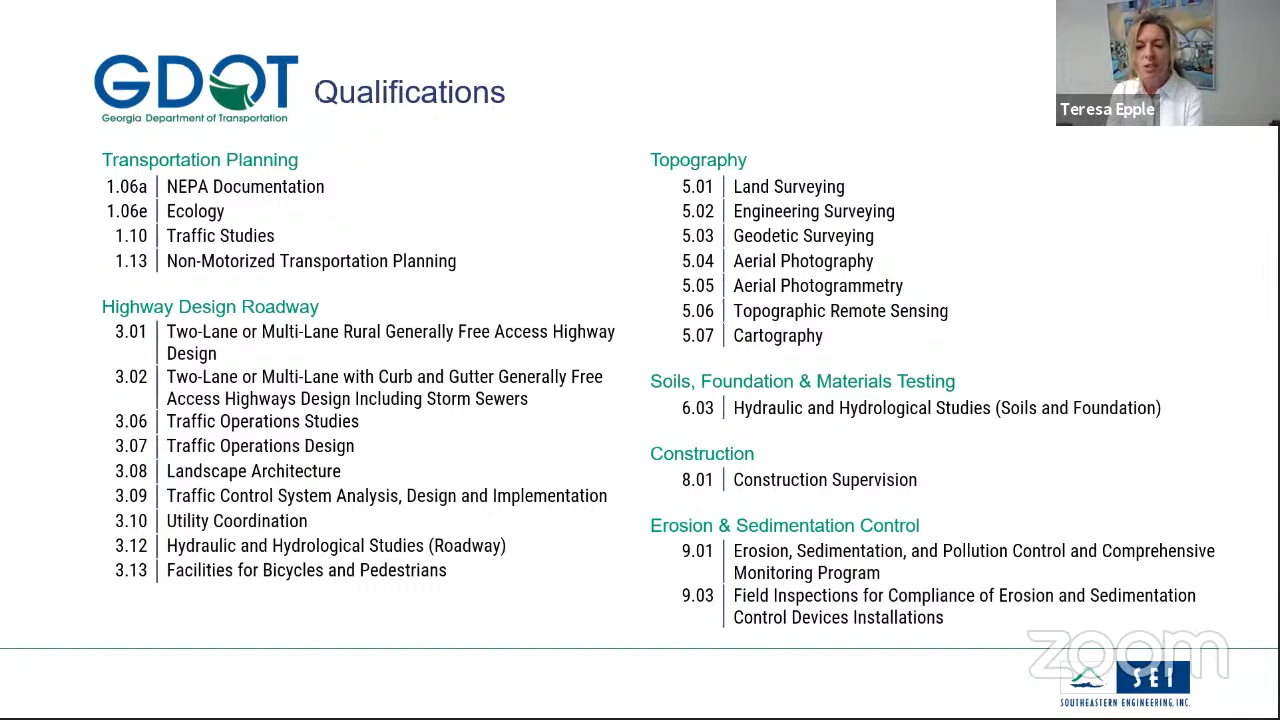 GDOT
Georgia Department of Transportation
Qualifications
Teresa Epple
Transportation Planning
1.06a NEPA Documentation
1.06e Ecology
1.10 Traffic Studies
1.13 Non-Motorized Transportation Planning
Highway Design Roadway
3.01 Two-Lane or Multi-Lane Rural Generally Free Access Highway
Design
3.02 Two-Lane or Multi-Lane with Curb and Gutter Generally Free
Access Highways Design Including Storm Sewers
3.06 Traffic Operations Studies
3.07 Traffic Operations Design
3.08 Landscape Architecture
3.09 Traffic Control System Analysis, Design and Implementation
3.10 Utility Coordination
3.12 Hydraulic and Hydrological Studies (Roadway)
3.13 Facilities for Bicycles and Pedestrians
Topography
5.01 Land Surveying
5.02 Engineering Surveying
5.03 Geodetic Surveying
5.04 Aerial Photography
5.05 Aerial Photogrammetry
5.06 Topographic Remote Sensing
5.07 Cartography
Soils, Foundation & Materials Testing
6.03 Hydraulic and Hydrological Studies (Soils and Foundation)
Construction
8.01 Construction Supervision
Erosion & Sedimentation Control
9.01 Erosion, Sedimentation, and Pollution Control and Comprehensive
Monitoring Program
9.03 Field Inspections for Compliance of Erosion and Sedimentation
Control Devices Installations
zoom
SEI
SOUTHEASTERN ENGINEERING, INC.